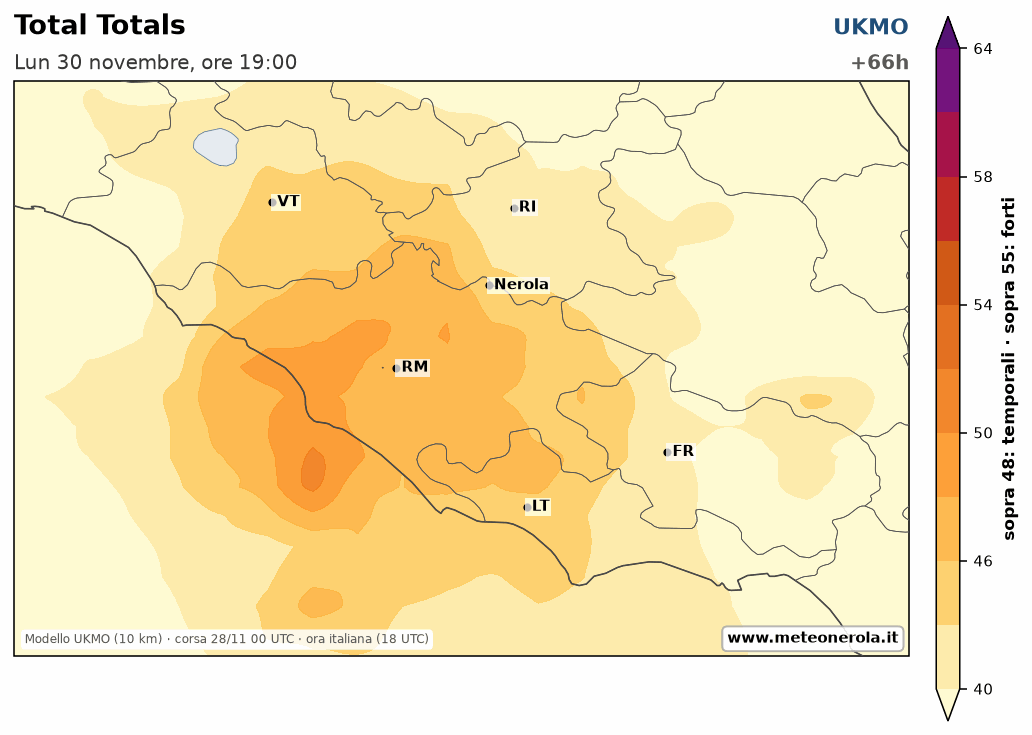 Total Totals
UKMO
Lun 30 novembre, ore 19:00
+66h
VT
RI
Nerola
RM
FR
LT
Modello UKMO (10 km) · corsa 28/11 00 UTC · ora italiana (18 UTC)
www.meteonerola.it
64
58
54
50
46
40
sopra 48: temporali · sopra 55: forti